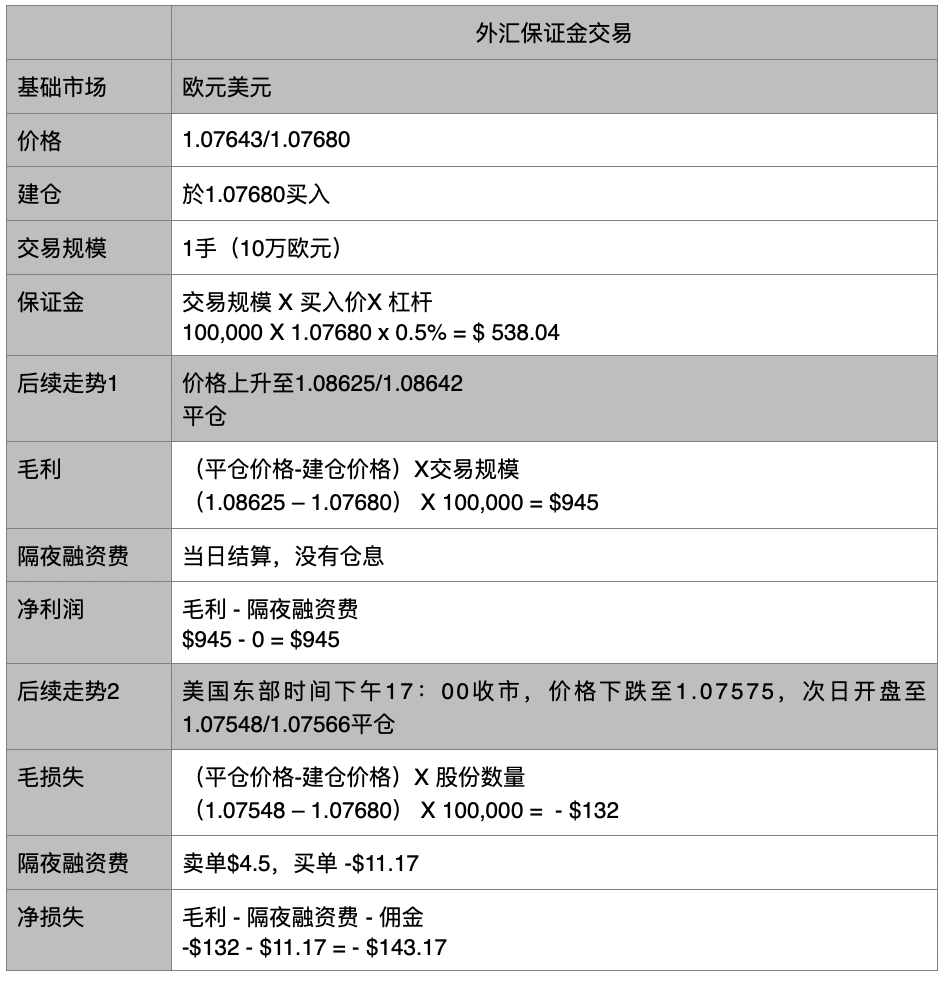 外汇保证金交易
基础市场 欧元美元
价格 1.07643/1.07680
建仓 於1.07680买入
交易规模 1手（10万欧元）
保证金 交易规模 X 买入价X 杠杆
100,000 X 1.07680 x 0.5% = $ 538.04
后续走势1 价格上升至1.08625/1.08642
平仓
毛利 （平仓价格-建仓价格）X交易规模
（1.08625 – 1.07680） X 100,000 = $945
隔夜融资费 当日结算，没有仓息
净利润 毛利 - 隔夜融资费
$945 - 0 = $945
后续走势2 美国东部时间下午17：00收市，价格下跌至1.07575，次日开盘至
1.07548/1.07566平仓
毛损失 （平仓价格-建仓价格）X 股份数量
（1.07548 – 1.07680） X 100,000 = - $132
隔夜融资费 卖单$4.5，买单 -$11.17
净损失 毛利 - 隔夜融资费 - 佣金
-$132 - $11.17 = - $143.17